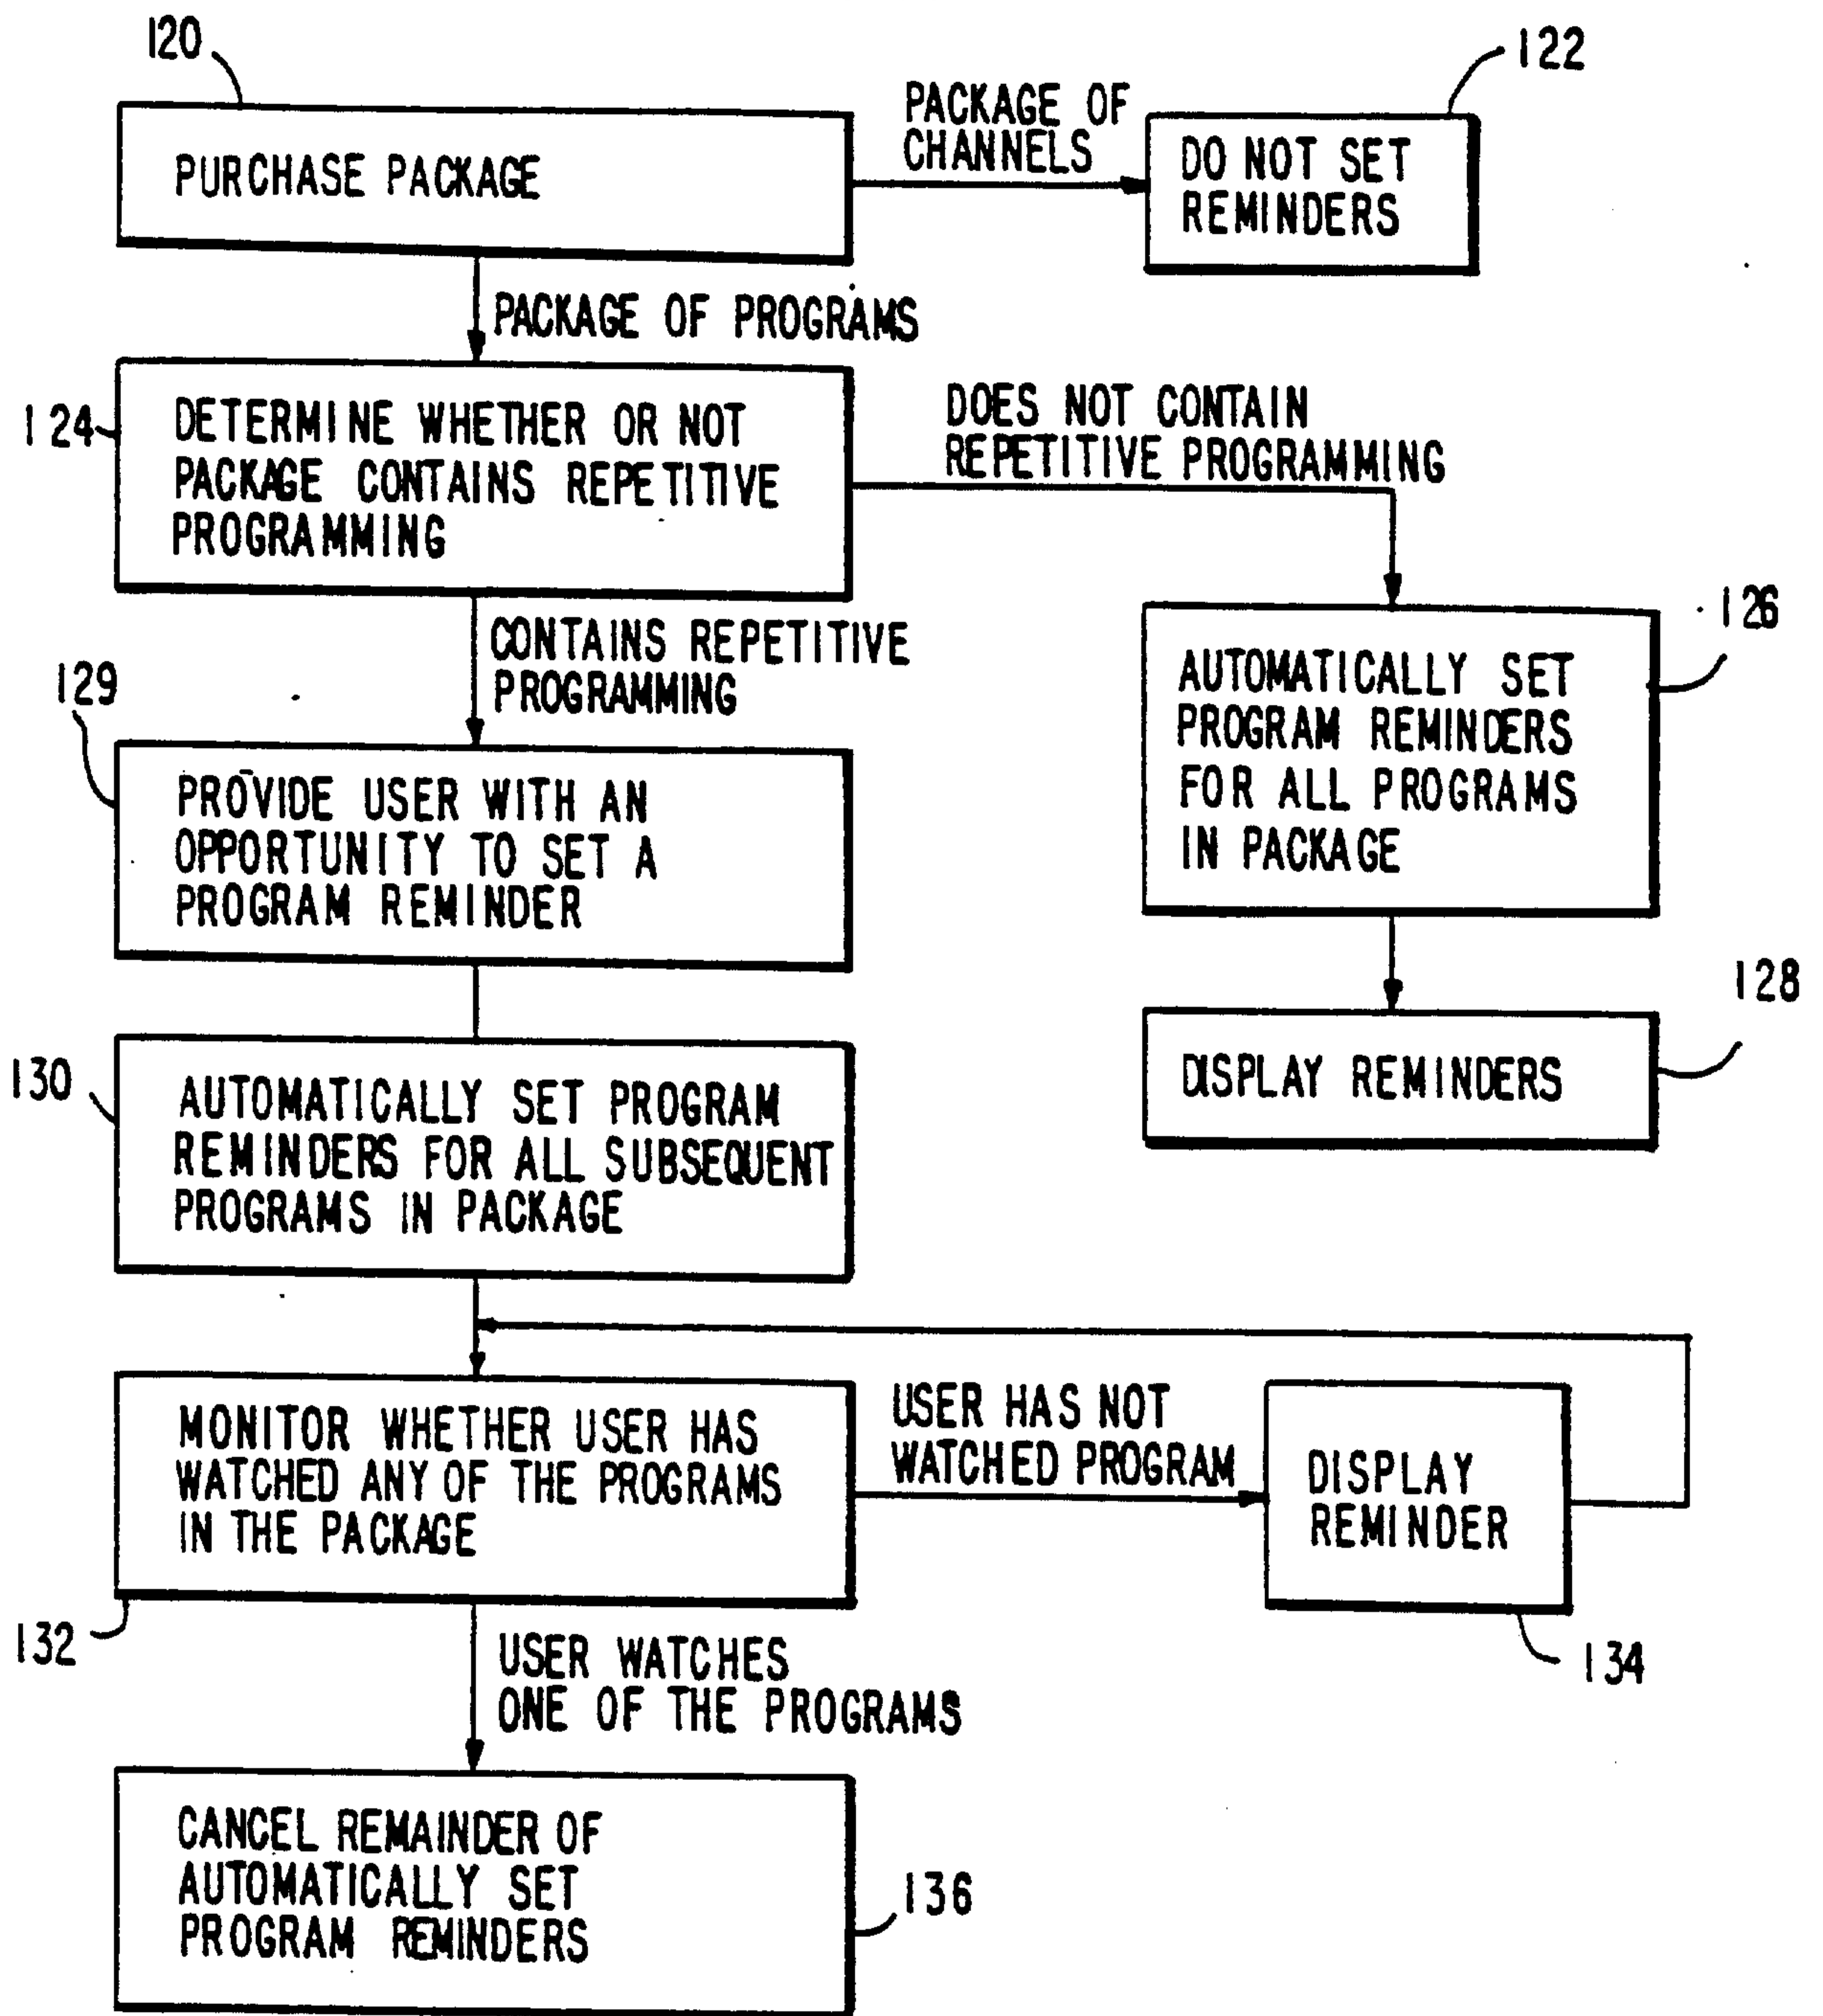 120
122
PURCHASE PACKAGE
PACKAGE OF
CHANNELS
DO NOT SET
REMINDERS
PACKAGE OF PROGRAMS
124
DETERMINE WHETHER OR NOT
PACKAGE CONTAINS REPETITIVE
PROGRAMMING
DOES NOT CONTAIN
REPETITIVE PROGRAMMING
126
AUTOMATICALLY SET
PROGRAM REMINDERS
FOR ALL PROGRAMS
IN PACKAGE
CONTAINS REPETITIVE
PROGRAMMING
129
PROVIDE USER WITH AN
OPPORTUNITY TO SET A
PROGRAM REMINDER
128
DISPLAY REMINDERS
130
AUTOMATICALLY SET PROGRAM
REMINDERS FOR ALL SUBSEQUENT
PROGRAMS IN PACKAGE
MONITOR WHETHER USER HAS
WATCHED ANY OF THE PROGRAMS
IN THE PACKAGE
132
USER HAS NOT
WATCHED PROGRAM
DISPLAY
REMINDER
134
USER WATCHES
ONE OF THE PROGRAMS
CANCEL REMAINDER OF
AUTOMATICALLY SET
PROGRAM REMINDERS
136